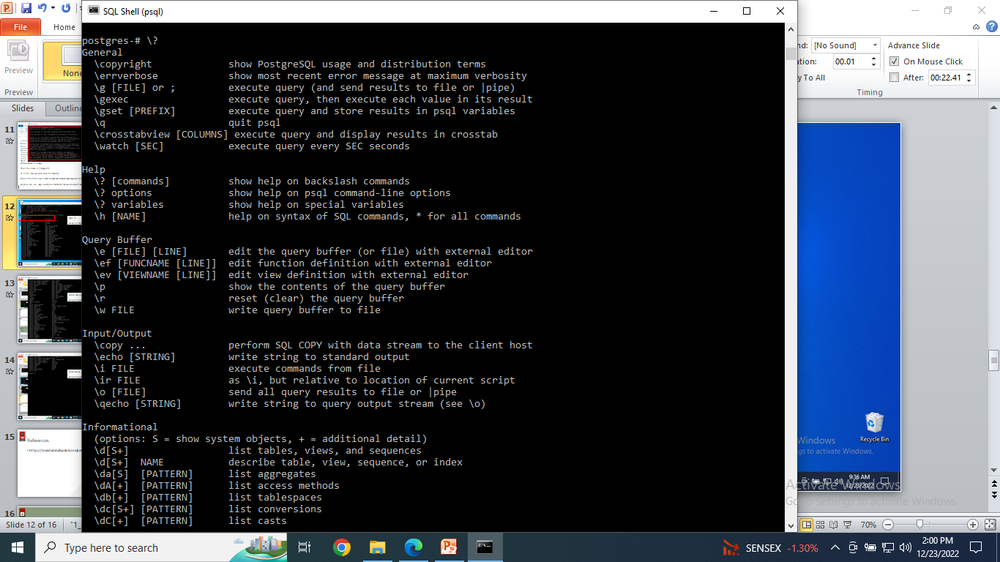 SQL Shell (psql)
File
Home
Preview
None
Preview
[No Sound]
00.01
y To All
Advance Slide
On Mouse Click
After: 00:22.41
Timing
Slides
Outline
11
12
13
14
15
References
16
postgres-# \?
General
\copyright show PostgreSQL usage and distribution terms
\errverbose show most recent error message at maximum verbosity
\g [FILE] or ; execute query (and send results to file or |pipe)
\gexec execute query, then execute each value in its result
\gset [PREFIX] execute query and store results in psql variables
\q quit psql
\crosstabview [COLUMNS] execute query and display results in crosstab
\watch [SEC] execute query every SEC seconds
Help
\? [commands] show help on backslash commands
\? options show help on psql command-line options
\? variables show help on special variables
\h [NAME] help on syntax of SQL commands, * for all commands
Query Buffer
\e [FILE] [LINE] edit the query buffer (or file) with external editor
\ef [FUNCNAME [LINE]] edit function definition with external editor
\ev [VIEWNAME [LINE]] edit view definition with external editor
\p show the contents of the query buffer
\r reset (clear) the query buffer
\w FILE write query buffer to file
Input/Output
\copy ... perform SQL COPY with data stream to the client host
\echo [STRING] write string to standard output
\i FILE execute commands from file
\ir FILE as \i, but relative to location of current script
\o [FILE] send all query results to file or |pipe
\qecho [STRING] write string to query output stream (see \o)
Informational
(options: S = show system objects, + = additional detail)
\d[S+] list tables, views, and sequences
\d[S+] NAME describe table, view, sequence, or index
\da[S] [PATTERN] list aggregates
\dA[+] [PATTERN] list access methods
\db[+] [PATTERN] list tablespaces
\dc[S+] [PATTERN] list conversions
\dC[+] [PATTERN] list casts
Recycle Bin
Windows
gs to activate Windows.
9:36 AM
12/23/2022
Activate Windows
Go to Settings to activate Windows.
Slide 12 of 16
"1_
70%
Type here to search
SENSEX -1.30%
2:00 PM
12/23/2022